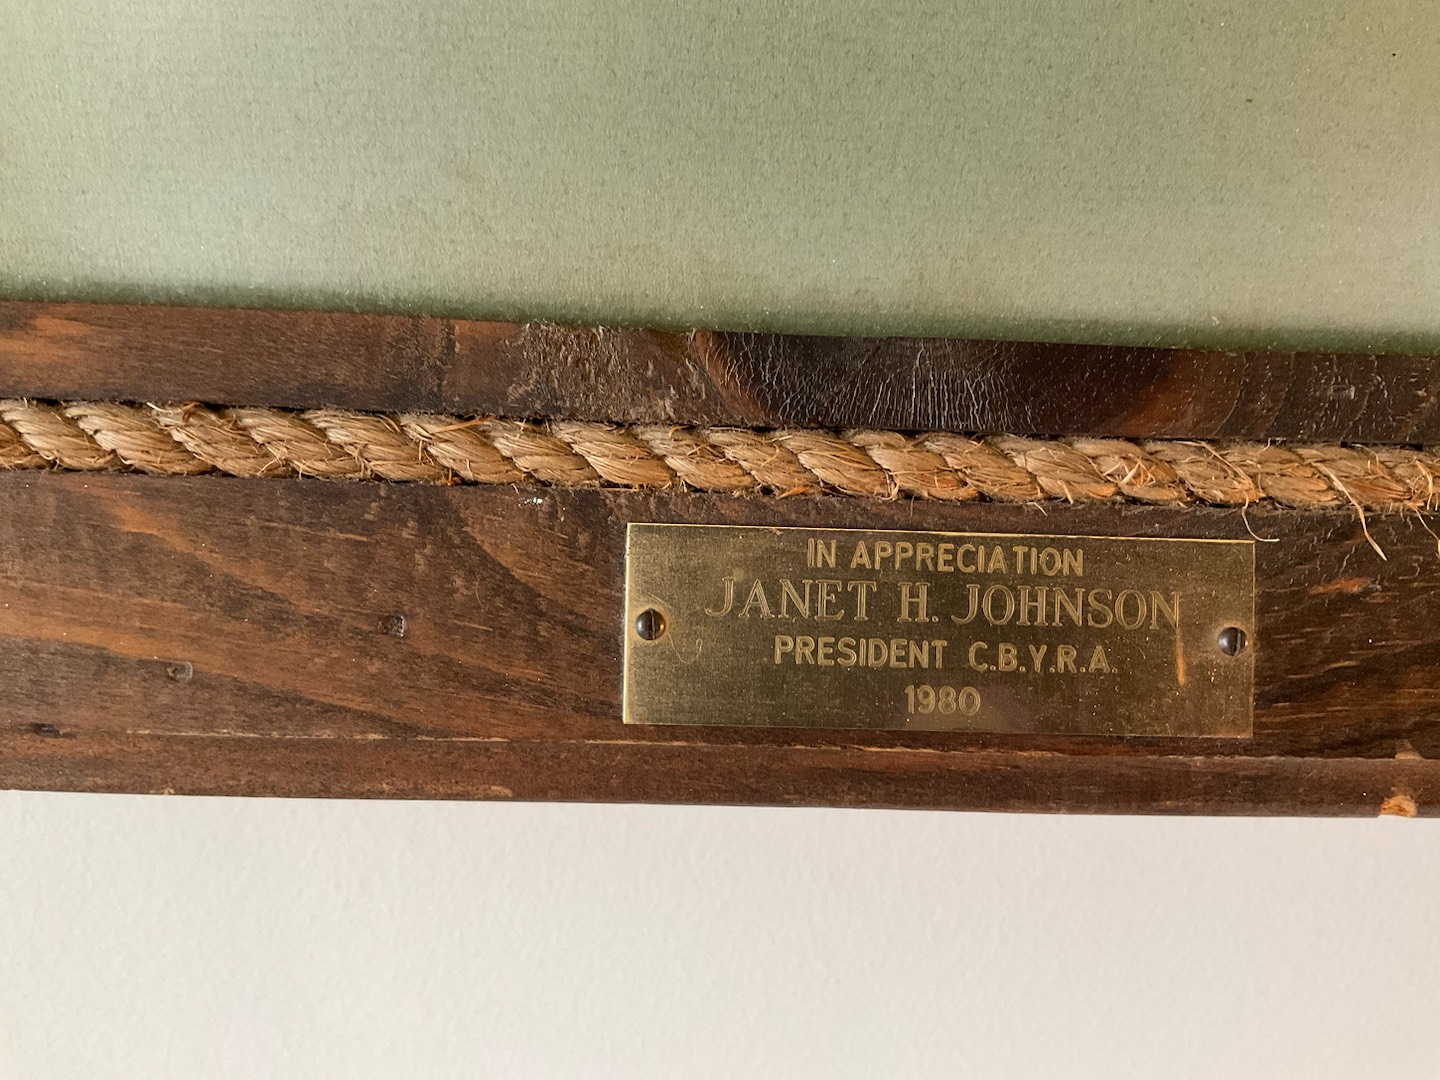 IN APPRECIATION
JANET H. JOHNSON
PRESIDENT C.B.Y.R.A.
1980